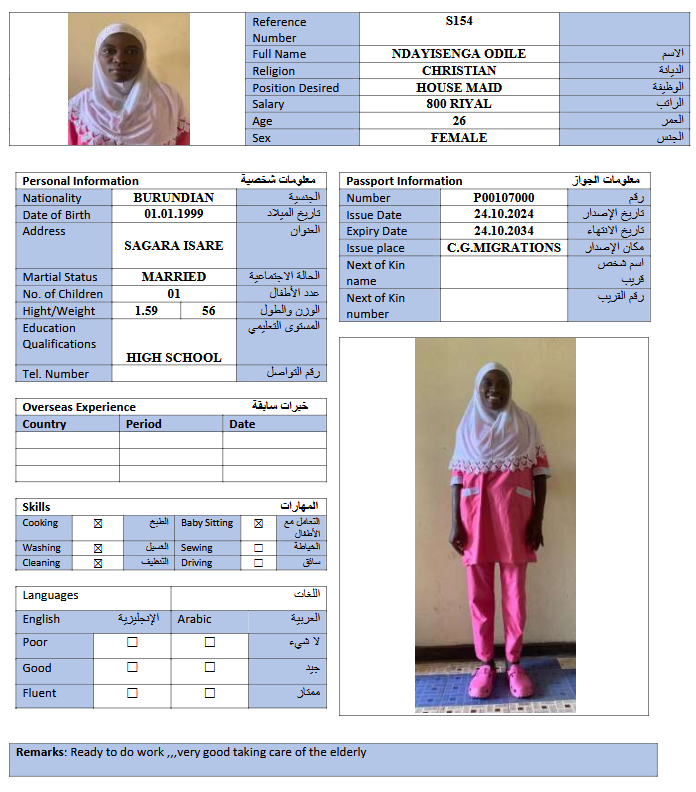 Reference Number S154
Full Name NDAYISENGA ODILE الاسم
Religion CHRISTIAN الديانة
Position Desired HOUSE MAID الوظيفة
Salary 800 RIYAL الراتب
Age 26 العمر
Sex FEMALE الجنس
Personal Information معلومات شخصية
Nationality BURUNDIAN الجنسية
Date of Birth 01.01.1999 تاريخ الميلاد
Address SAGARA ISARE العنوان
Martial Status MARRIED الحالة الاجتماعية
No. of Children 01 عدد الأطفال
Hight/Weight 1.59 56 الوزن والطول
Education Qualifications HIGH SCHOOL المستوى التعليمي
Tel. Number رقم التواصل
Passport Information معلومات الجواز
Number P00107000 رقم
Issue Date 24.10.2024 تاريخ الإصدار
Expiry Date 24.10.2034 تاريخ الانتهاء
Issue place C.G.MIGRATIONS مكان الإصدار
Next of Kin name اسم شخص قريب
Next of Kin number رقم القريب
Overseas Experience خبرات سابقة
Country Period Date
Skills المهارات
Cooking ☒ الطبخ Baby Sitting ☒ التعامل مع الأطفال
Washing ☒ الغسيل Sewing ☐ الخياطة
Cleaning ☒ التنظيف Driving ☐ سائق
Languages اللغات
English الإنجليزية Arabic العربية
Poor ☐ ☐ لا شيء
Good ☐ ☐ جيد
Fluent ☐ ☐ ممتاز
Remarks: Ready to do work ,,,very good taking care of the elderly